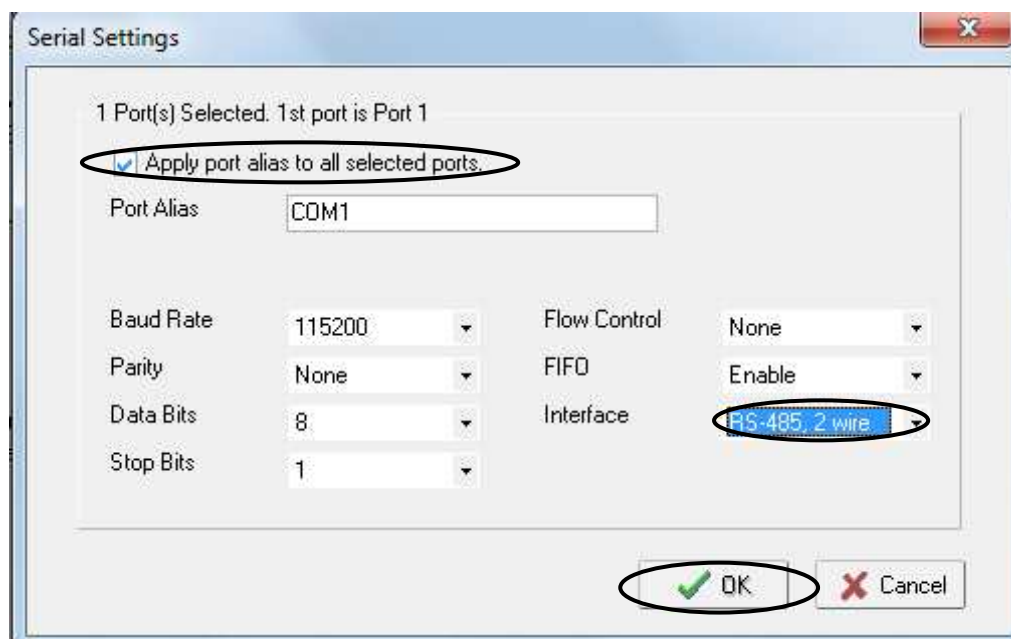 Serial Settings
1 Port(s) Selected. 1st port is Port 1
Apply port alias to all selected ports.
Port Alias COM1
Baud Rate 115200 Flow Control None
Parity None FIFO Enable
Data Bits 8 Interface RS-485, 2 wire
Stop Bits 1
OK Cancel